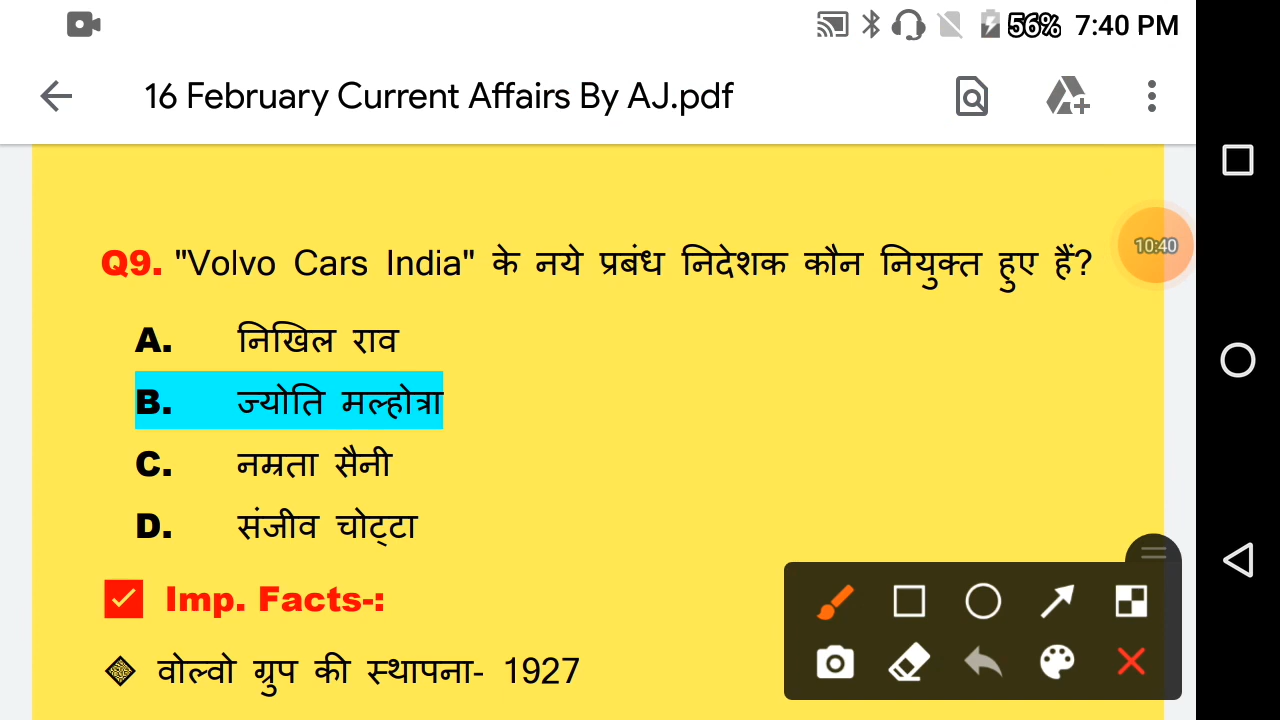 56% 7:40 PM
16 February Current Affairs By AJ.pdf
10:40
Q9. "Volvo Cars India" के नये प्रबंध निदेशक कौन नियुक्त हुए हैं?
A. निखिल राव
B. ज्योति मल्होत्रा
C. नम्रता सैनी
D. संजीव चोट्टा
Imp. Facts-:
वोल्वो ग्रुप की स्थापना- 1927